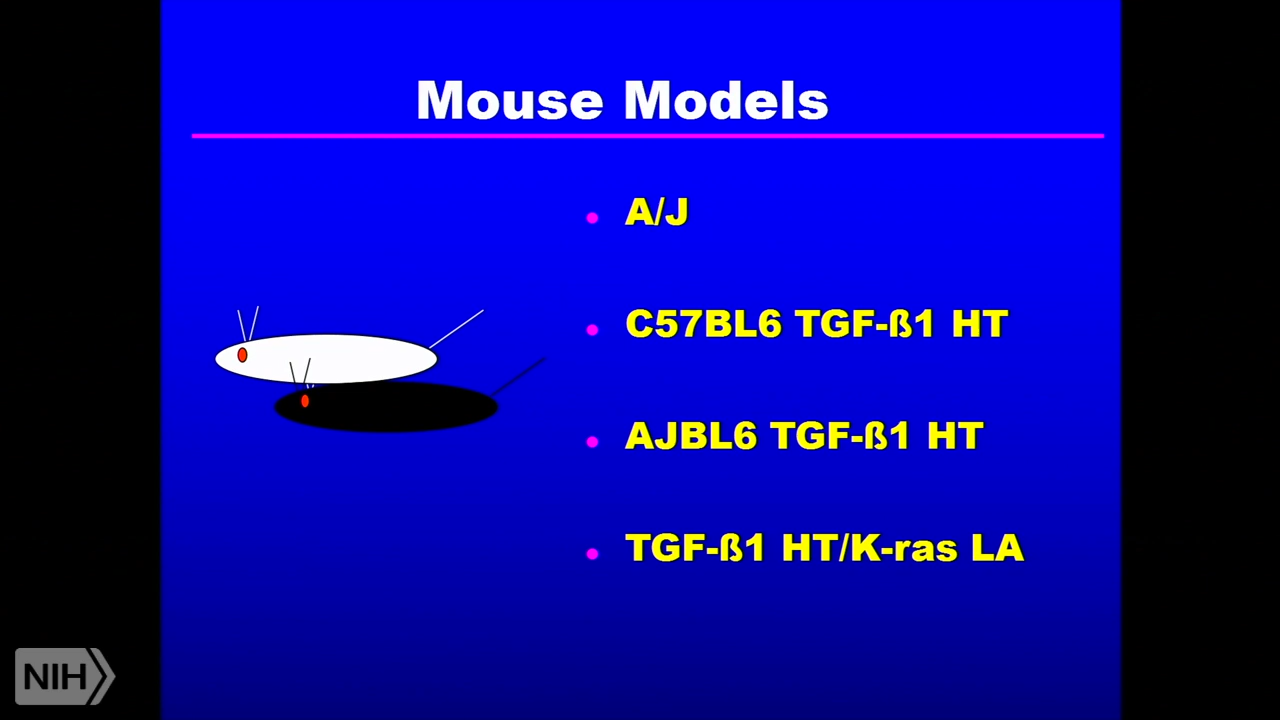 Mouse Models
• A/J
• C57BL6 TGF-ß1 HT
• AJBL6 TGF-ß1 HT
• TGF-ß1 HT/K-ras LA
NIH